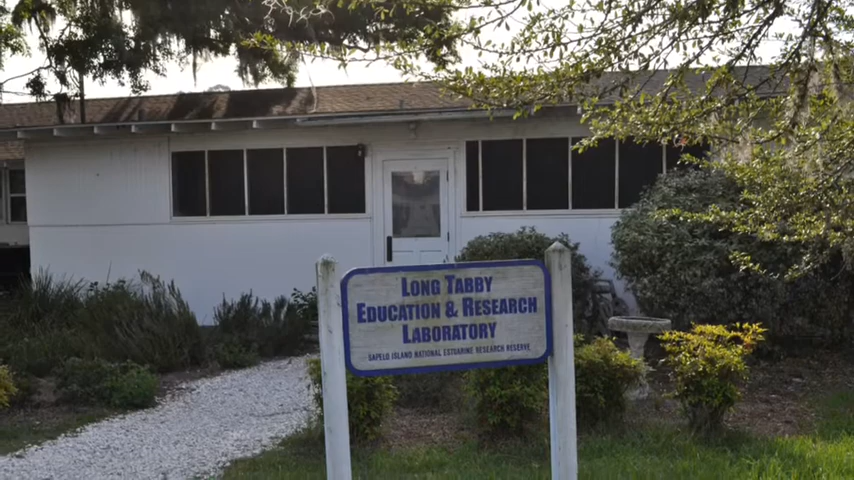 LONG TABBY
EDUCATION & RESEARCH
LABORATORY
SAPELO ISLAND NATIONAL ESTUARINE RESEARCH RESERVE